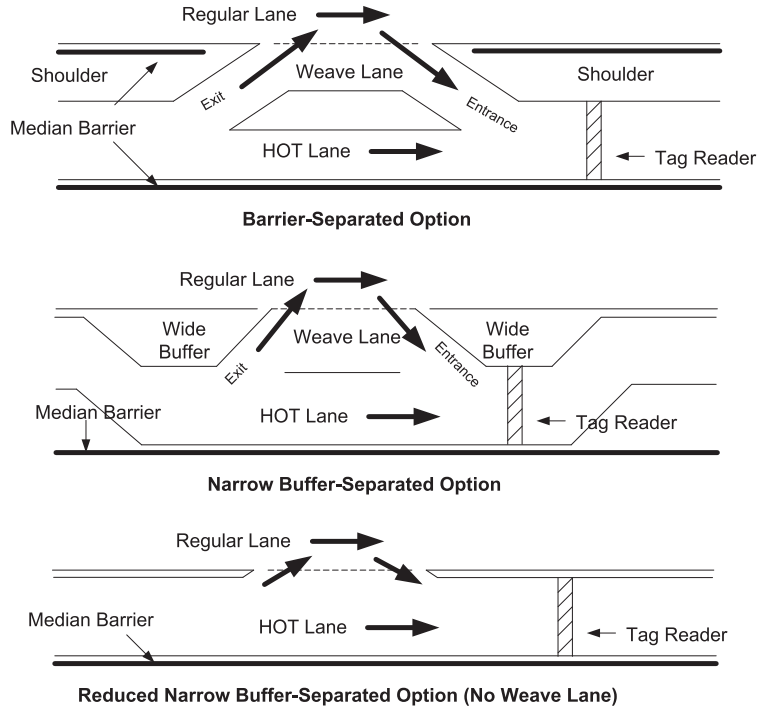 Regular Lane
Shoulder
Weave Lane
Shoulder
Exit
Entrance
Median Barrier
HOT Lane
Tag Reader
Barrier-Separated Option
Regular Lane
Wide
Buffer
Weave Lane
Wide
Buffer
Exit
Entrance
Median Barrier
HOT Lane
Tag Reader
Narrow Buffer-Separated Option
Regular Lane
Median Barrier
HOT Lane
Tag Reader
Reduced Narrow Buffer-Separated Option (No Weave Lane)